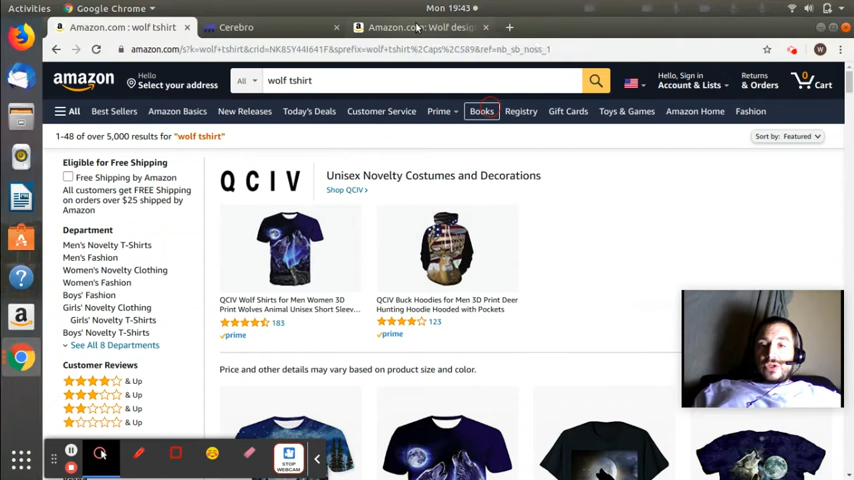 Google Chrome
Mon 19:43
Amazon.com : wolf tshirt
Cerebro
Amazon.com: Wolf desig
amazon.com/s?k=wolf+tshirt&crid=NK85Y44I641F&sprefix=wolf+tshirt%2Caps%2C589&ref=nb_sb_noss_1
W
amazon
Hello
Select your address
All
wolf tshirt
Hello, Sign in
Account & Lists
Returns
& Orders
0
Cart
All
Best Sellers
Amazon Basics
New Releases
Today's Deals
Customer Service
Prime
Books
Registry
Gift Cards
Toys & Games
Amazon Home
Fashion
1-48 of over 5,000 results for "wolf tshirt"
Sort by: Featured
Eligible for Free Shipping
Free Shipping by Amazon
All customers get FREE Shipping
on orders over $25 shipped by
Amazon
Department
Men's Novelty T-Shirts
Men's Fashion
Women's Novelty Clothing
Women's Fashion
Boys' Fashion
Girls' Novelty Clothing
Girls' Novelty T-Shirts
Boys' Novelty T-Shirts
See All 8 Departments
Customer Reviews
& Up
& Up
& Up
& Up
QCIV
Unisex Novelty Costumes and Decorations
Shop QCIV ›
QCIV Wolf Shirts for Men Women 3D
Print Wolves Animal Unisex Short Sleev...
183
prime
QCIV Buck Hoodies for Men 3D Print Deer
Hunting Hoodie Hooded with Pockets
123
prime
Price and other details may vary based on product size and color.
STOP
WEBCAM